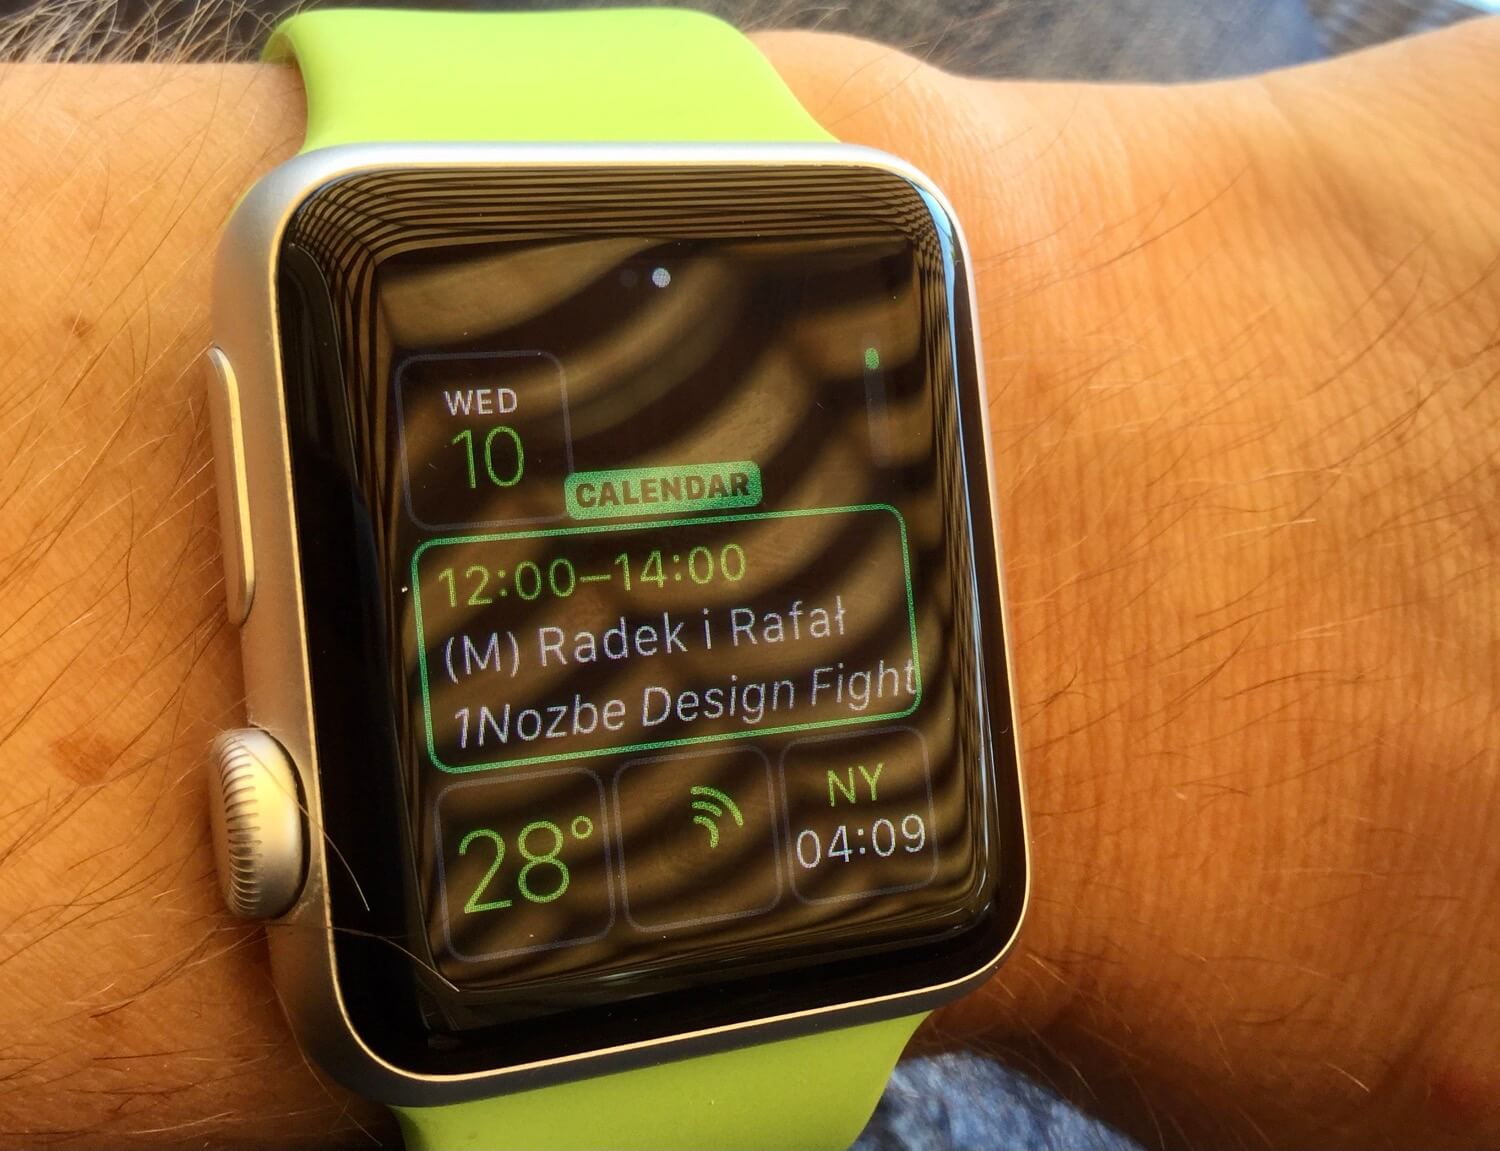 WED
10
CALENDAR
12:00–14:00
(M) Radek i Rafał
1Nozbe Design Fight
28°
NY
04:09